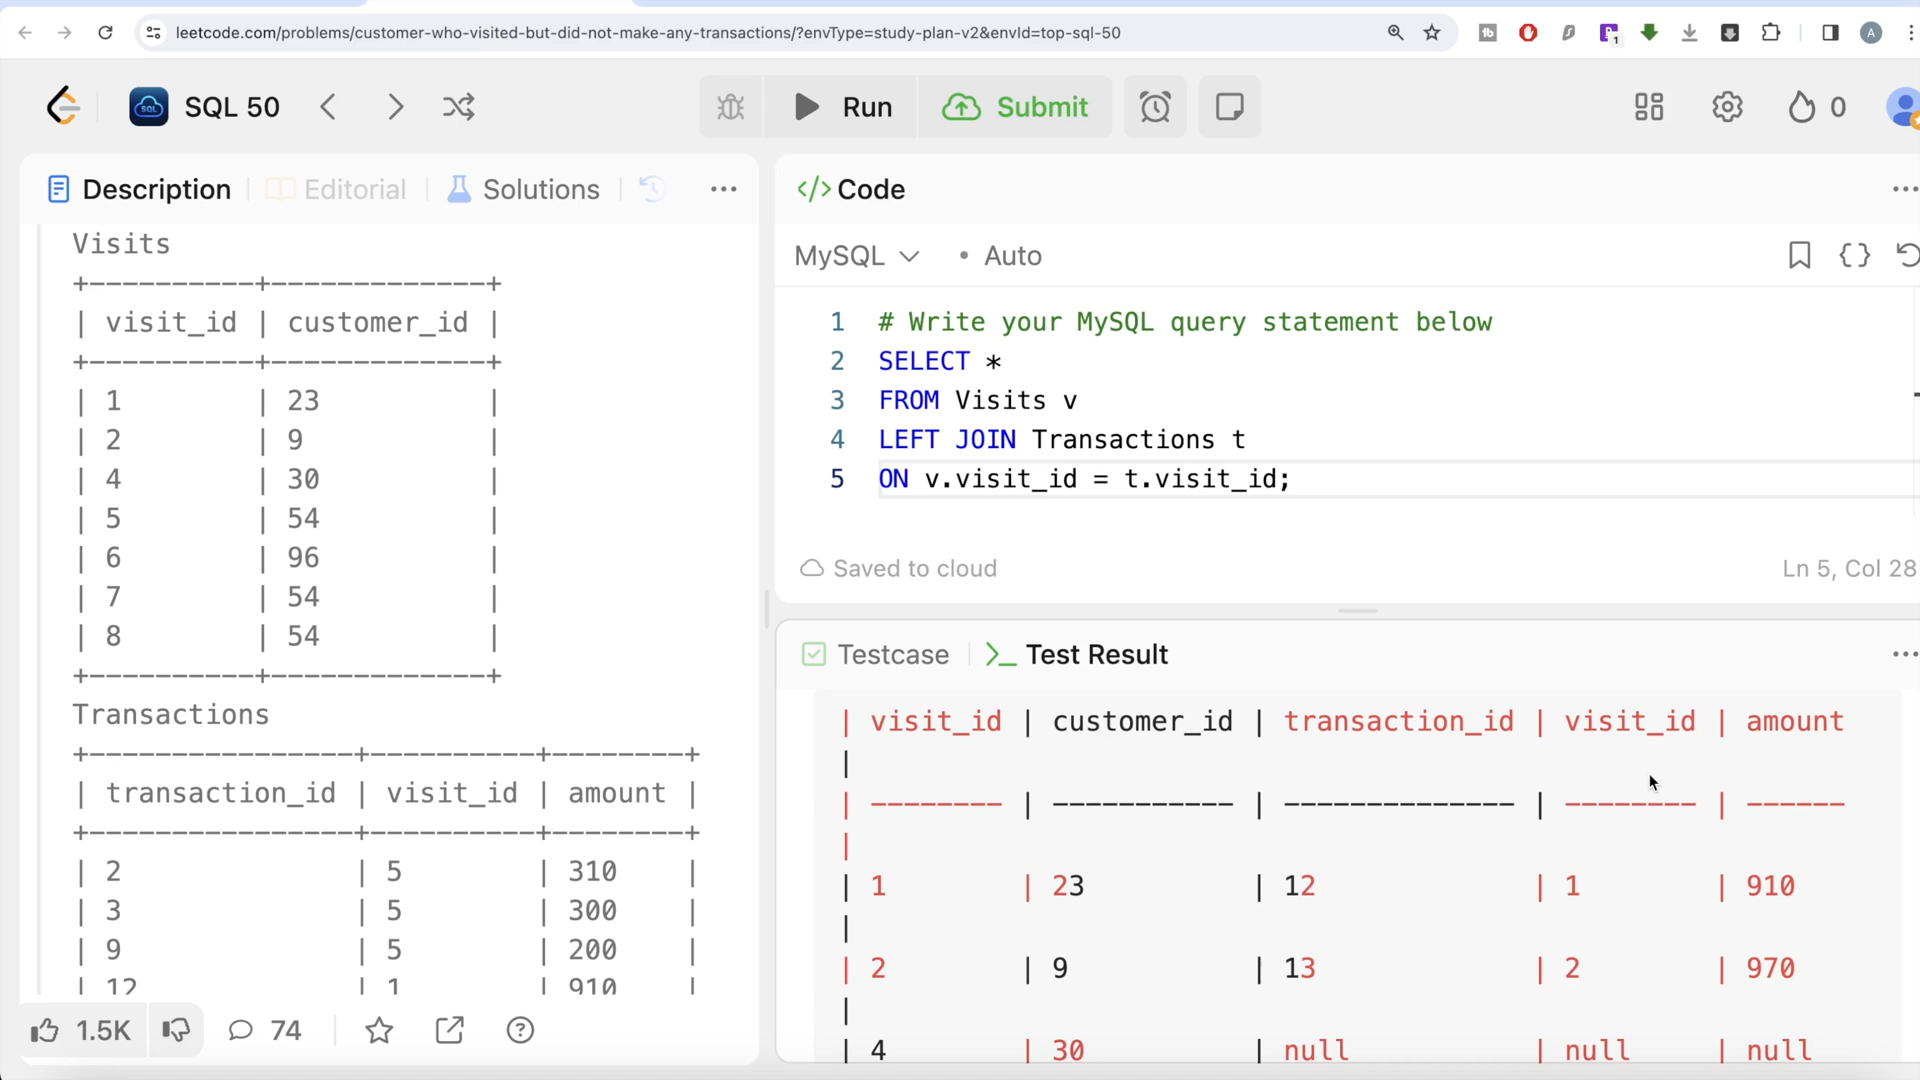 leetcode.com/problems/customer-who-visited-but-did-not-make-any-transactions/?envType=study-plan-v2&envId=top-sql-50
1
A
SQL
SQL 50
Run
Submit
0
Description
Editorial
Solutions
Code
MySQL
Auto
Visits
+-----------+--------------+
| visit_id | customer_id |
+-----------+--------------+
| 1 | 23 |
| 2 | 9 |
| 4 | 30 |
| 5 | 54 |
| 6 | 96 |
| 7 | 54 |
| 8 | 54 |
+-----------+--------------+
Transactions
+-----------------+-----------+---------+
| transaction_id | visit_id | amount |
+-----------------+-----------+---------+
| 2 | 5 | 310 |
| 3 | 5 | 300 |
| 9 | 5 | 200 |
| 12 | 1 | 910 |
1.5K
74
1 # Write your MySQL query statement below
2 SELECT *
3 FROM Visits v
4 LEFT JOIN Transactions t
5 ON v.visit_id = t.visit_id;
Saved to cloud
Ln 5, Col 28
Testcase
Test Result
| visit_id | customer_id | transaction_id | visit_id | amount
|
| -------- | ----------- | -------------- | -------- | ------
|
| 1 | 23 | 12 | 1 | 910
|
| 2 | 9 | 13 | 2 | 970
|
| 4 | 30 | null | null | null